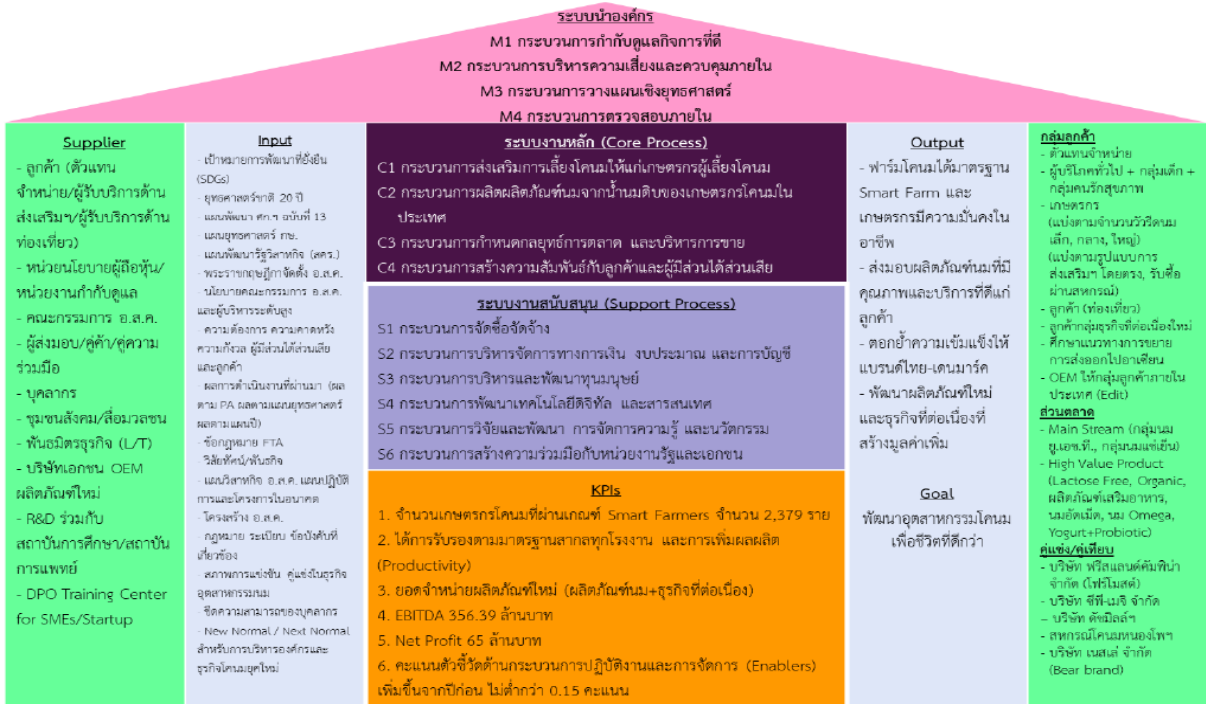 ระบบนำองค์กร
M1 กระบวนการกำกับดูแลกิจการที่ดี
M2 กระบวนการบริหารความเสี่ยงและควบคุมภายใน
M3 กระบวนการวางแผนเชิงยุทธศาสตร์
M4 กระบวนการตรวจสอบภายใน
Supplier
- ลูกค้า (ตัวแทน
จำหน่าย/ผู้รับบริการด้าน
ส่งเสริมฯ/ผู้รับบริการด้าน
ท่องเที่ยว)
- หน่วยนโยบายผู้ถือหุ้น/
หน่วยงานกำกับดูแล
- คณะกรรมการ อ.ส.ค.
- ผู้ส่งมอบ/คู่ค้า/คู่ความ
ร่วมมือ
- บุคลากร
- ชุมชนสังคม/สื่อมวลชน
- พันธมิตรธุรกิจ (L/T)
- บริษัทเอกชน OEM
ผลิตภัณฑ์ใหม่
- R&D ร่วมกับ
สถาบันการศึกษา/สถาบัน
การแพทย์
- DPO Training Center
for SMEs/Startup
Input
- เป้าหมายการพัฒนาที่ยั่งยืน
(SDGs)
- ยุทธศาสตร์ชาติ 20 ปี
- แผนพัฒนา ศก.ฯ ฉบับที่ 13
- แผนยุทธศาสตร์ กษ.
- แผนพัฒนารัฐวิสาหกิจ (สคร.)
- พระราชกฤษฎีกาจัดตั้ง อ.ส.ค.
- นโยบายคณะกรรมการ อ.ส.ค.
และผู้บริหารระดับสูง
- ความต้องการ ความคาดหวัง
ความกังวล ผู้มีส่วนได้ส่วนเสีย
และลูกค้า
- ผลการดำเนินงานที่ผ่านมา (ผล
ตาม PA ผลตามแผนยุทธศาสตร์
ผลตามแผนปี)
- ข้อกฎหมาย FTA
- วิสัยทัศน์/พันธกิจ
- แผนวิสาหกิจ อ.ส.ค. แผนปฏิบัติ
การและโครงการในอนาคต
- โครงสร้าง อ.ส.ค.
- กฎหมาย ระเบียบ ข้อบังคับที่
เกี่ยวข้อง
- สภาพการแข่งขัน คู่แข่งในธุรกิจ
อุตสาหกรรมนม
- ขีดความสามารถของบุคลากร
- New Normal / Next Normal
สำหรับการบริหารองค์กรและ
ธุรกิจโคนมยุคใหม่
ระบบงานหลัก (Core Process)
C1 กระบวนการส่งเสริมการเลี้ยงโคนมให้แก่เกษตรกรผู้เลี้ยงโคนม
C2 กระบวนการผลิตผลิตภัณฑ์นมจากน้ำนมดิบของเกษตรกรโคนมใน
ประเทศ
C3 กระบวนการกำหนดกลยุทธ์การตลาด และบริหารการขาย
C4 กระบวนการสร้างความสัมพันธ์กับลูกค้าและผู้มีส่วนได้ส่วนเสีย
ระบบงานสนับสนุน (Support Process)
S1 กระบวนการจัดซื้อจัดจ้าง
S2 กระบวนการบริหารจัดการทางการเงิน งบประมาณ และการบัญชี
S3 กระบวนการบริหารและพัฒนาทุนมนุษย์
S4 กระบวนการพัฒนาเทคโนโลยีดิจิทัล และสารสนเทศ
S5 กระบวนการวิจัยและพัฒนา การจัดการความรู้ และนวัตกรรม
S6 กระบวนการสร้างความร่วมมือกับหน่วยงานรัฐและเอกชน
KPIs
1. จำนวนเกษตรกรโคนมที่ผ่านเกณฑ์ Smart Farmers จำนวน 2,379 ราย
2. ได้การรับรองตามมาตรฐานสากลทุกโรงงาน และการเพิ่มผลผลิต
(Productivity)
3. ยอดจำหน่ายผลิตภัณฑ์ใหม่ (ผลิตภัณฑ์นม+ธุรกิจที่ต่อเนื่อง)
4. EBITDA 356.39 ล้านบาท
5. Net Profit 65 ล้านบาท
6. คะแนนตัวชี้วัดด้านกระบวนการปฏิบัติงานและการจัดการ (Enablers)
เพิ่มขึ้นจากปีก่อน ไม่ต่ำกว่า 0.15 คะแนน
Output
- ฟาร์มโคนมได้มาตรฐาน
Smart Farm และ
เกษตรกรมีความมั่นคงใน
อาชีพ
- ส่งมอบผลิตภัณฑ์นมที่มี
คุณภาพและบริการที่ดีแก่
ลูกค้า
- ตอกย้ำความเข้มแข็งให้
แบรนด์ไทย-เดนมาร์ค
- พัฒนาผลิตภัณฑ์ใหม่
และธุรกิจที่ต่อเนื่องที่
สร้างมูลค่าเพิ่ม
Goal
พัฒนาอุตสาหกรรมโคนม
เพื่อชีวิตที่ดีกว่า
กลุ่มลูกค้า
- ตัวแทนจำหน่าย
- ผู้บริโภคทั่วไป + กลุ่มเด็ก +
กลุ่มคนรักสุขภาพ
- เกษตรกร
(แบ่งตามจำนวนวัวรีดนม
เล็ก, กลาง, ใหญ่)
(แบ่งตามรูปแบบการ
ส่งเสริมฯ โดยตรง, รับซื้อ
ผ่านสหกรณ์)
- ลูกค้า (ท่องเที่ยว)
- ลูกค้ากลุ่มธุรกิจที่ต่อเนื่องใหม่
- ศึกษาแนวทางการขยาย
การส่งออกไปอาเซียน
- OEM ให้กลุ่มลูกค้าภายใน
ประเทศ (Edit)
ส่วนตลาด
- Main Stream (กลุ่มนม
ยู.เอช.ที., กลุ่มนมแช่เย็น)
- High Value Product
(Lactose Free, Organic,
ผลิตภัณฑ์เสริมอาหาร,
นมอัดเม็ด, นม Omega,
Yogurt+Probiotic)
คู่แข่ง/คู่เทียบ
- บริษัท ฟรีสแลนด์คัมพิน่า
จำกัด (โฟร์โมสต์)
- บริษัท ซีพี-เมจิ จำกัด
– บริษัท ดัชมิลล์ฯ
- สหกรณ์โคนมหนองโพฯ
- บริษัท เนสเล่ จำกัด
(Bear brand)